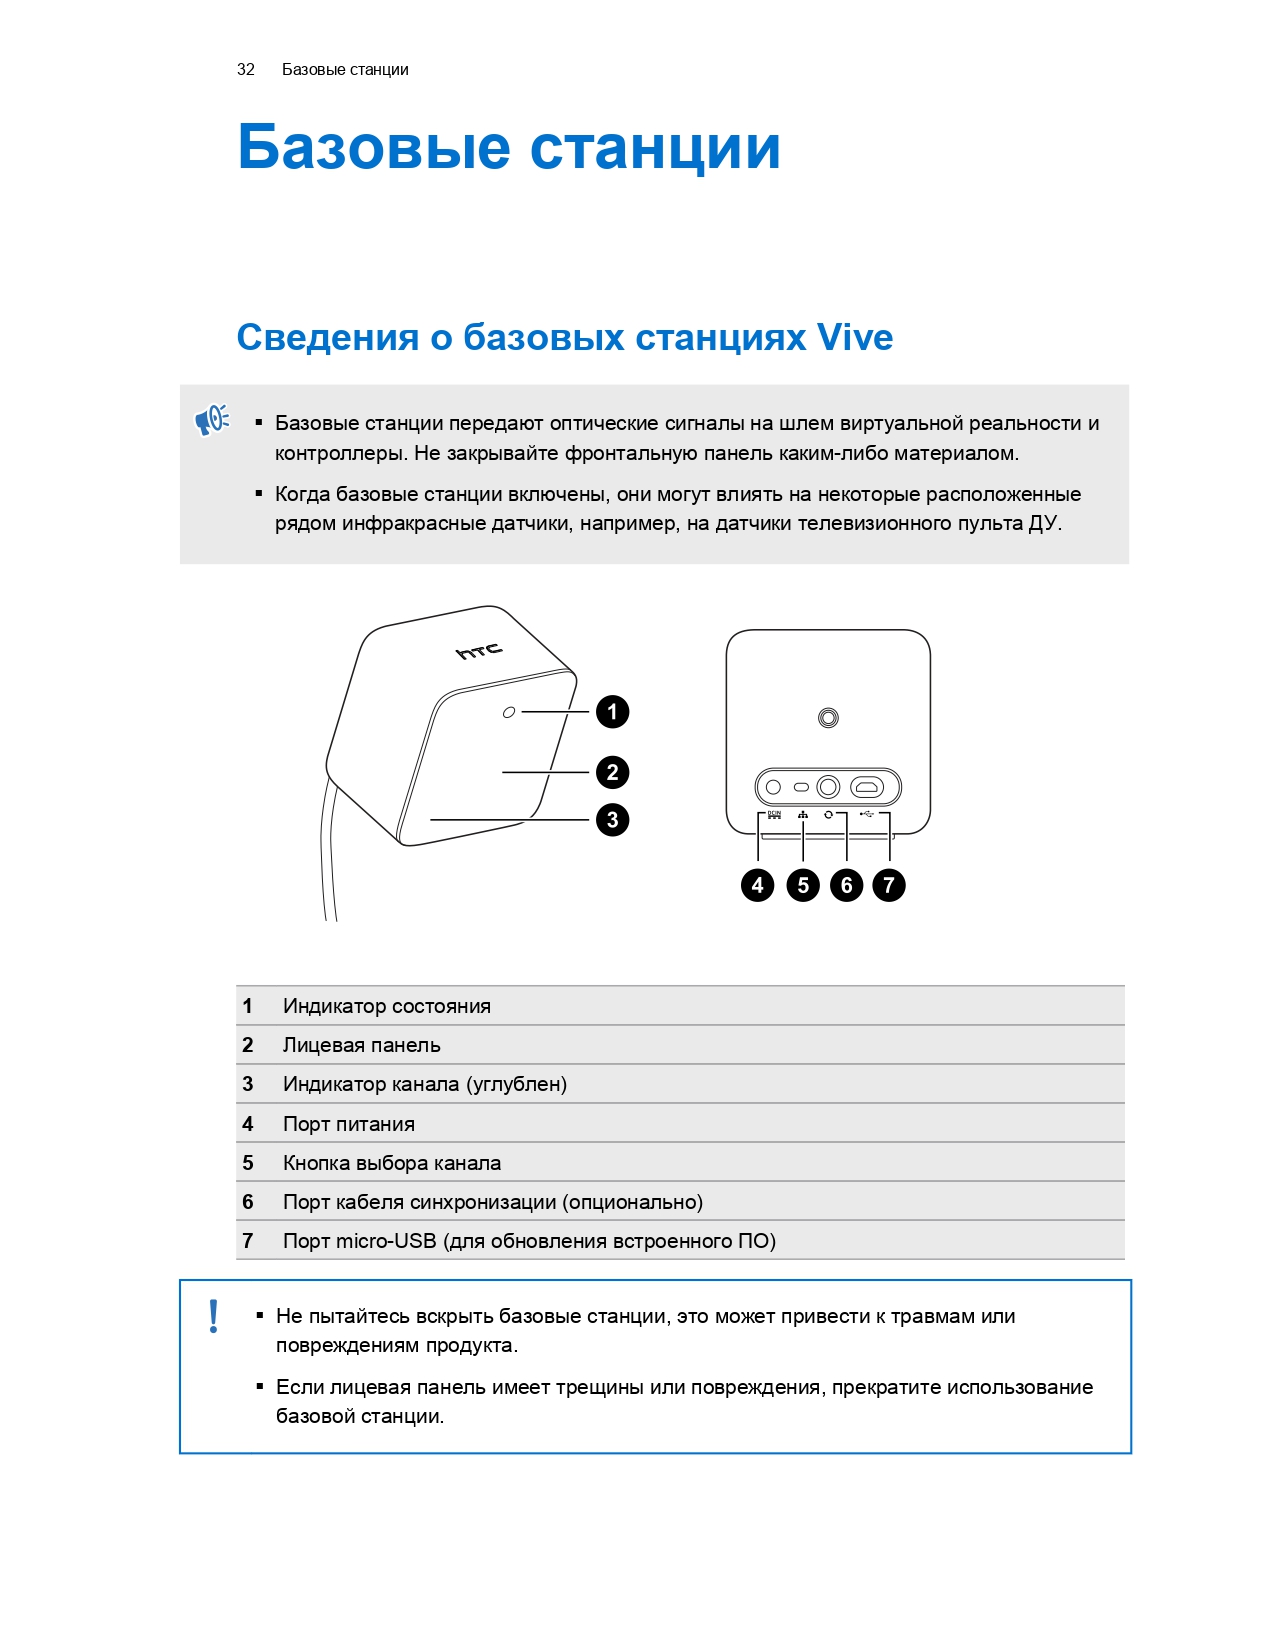 32 Базовые станции
Базовые станции
Сведения о базовых станциях Vive
▪ Базовые станции передают оптические сигналы на шлем виртуальной реальности и
контроллеры. Не закрывайте фронтальную панель каким-либо материалом.
▪ Когда базовые станции включены, они могут влиять на некоторые расположенные
рядом инфракрасные датчики, например, на датчики телевизионного пульта ДУ.
hTC
1
2
3
DC IN
4 5 6 7
1 Индикатор состояния
2 Лицевая панель
3 Индикатор канала (углублен)
4 Порт питания
5 Кнопка выбора канала
6 Порт кабеля синхронизации (опционально)
7 Порт micro-USB (для обновления встроенного ПО)
▪ Не пытайтесь вскрыть базовые станции, это может привести к травмам или
повреждениям продукта.
▪ Если лицевая панель имеет трещины или повреждения, прекратите использование
базовой станции.